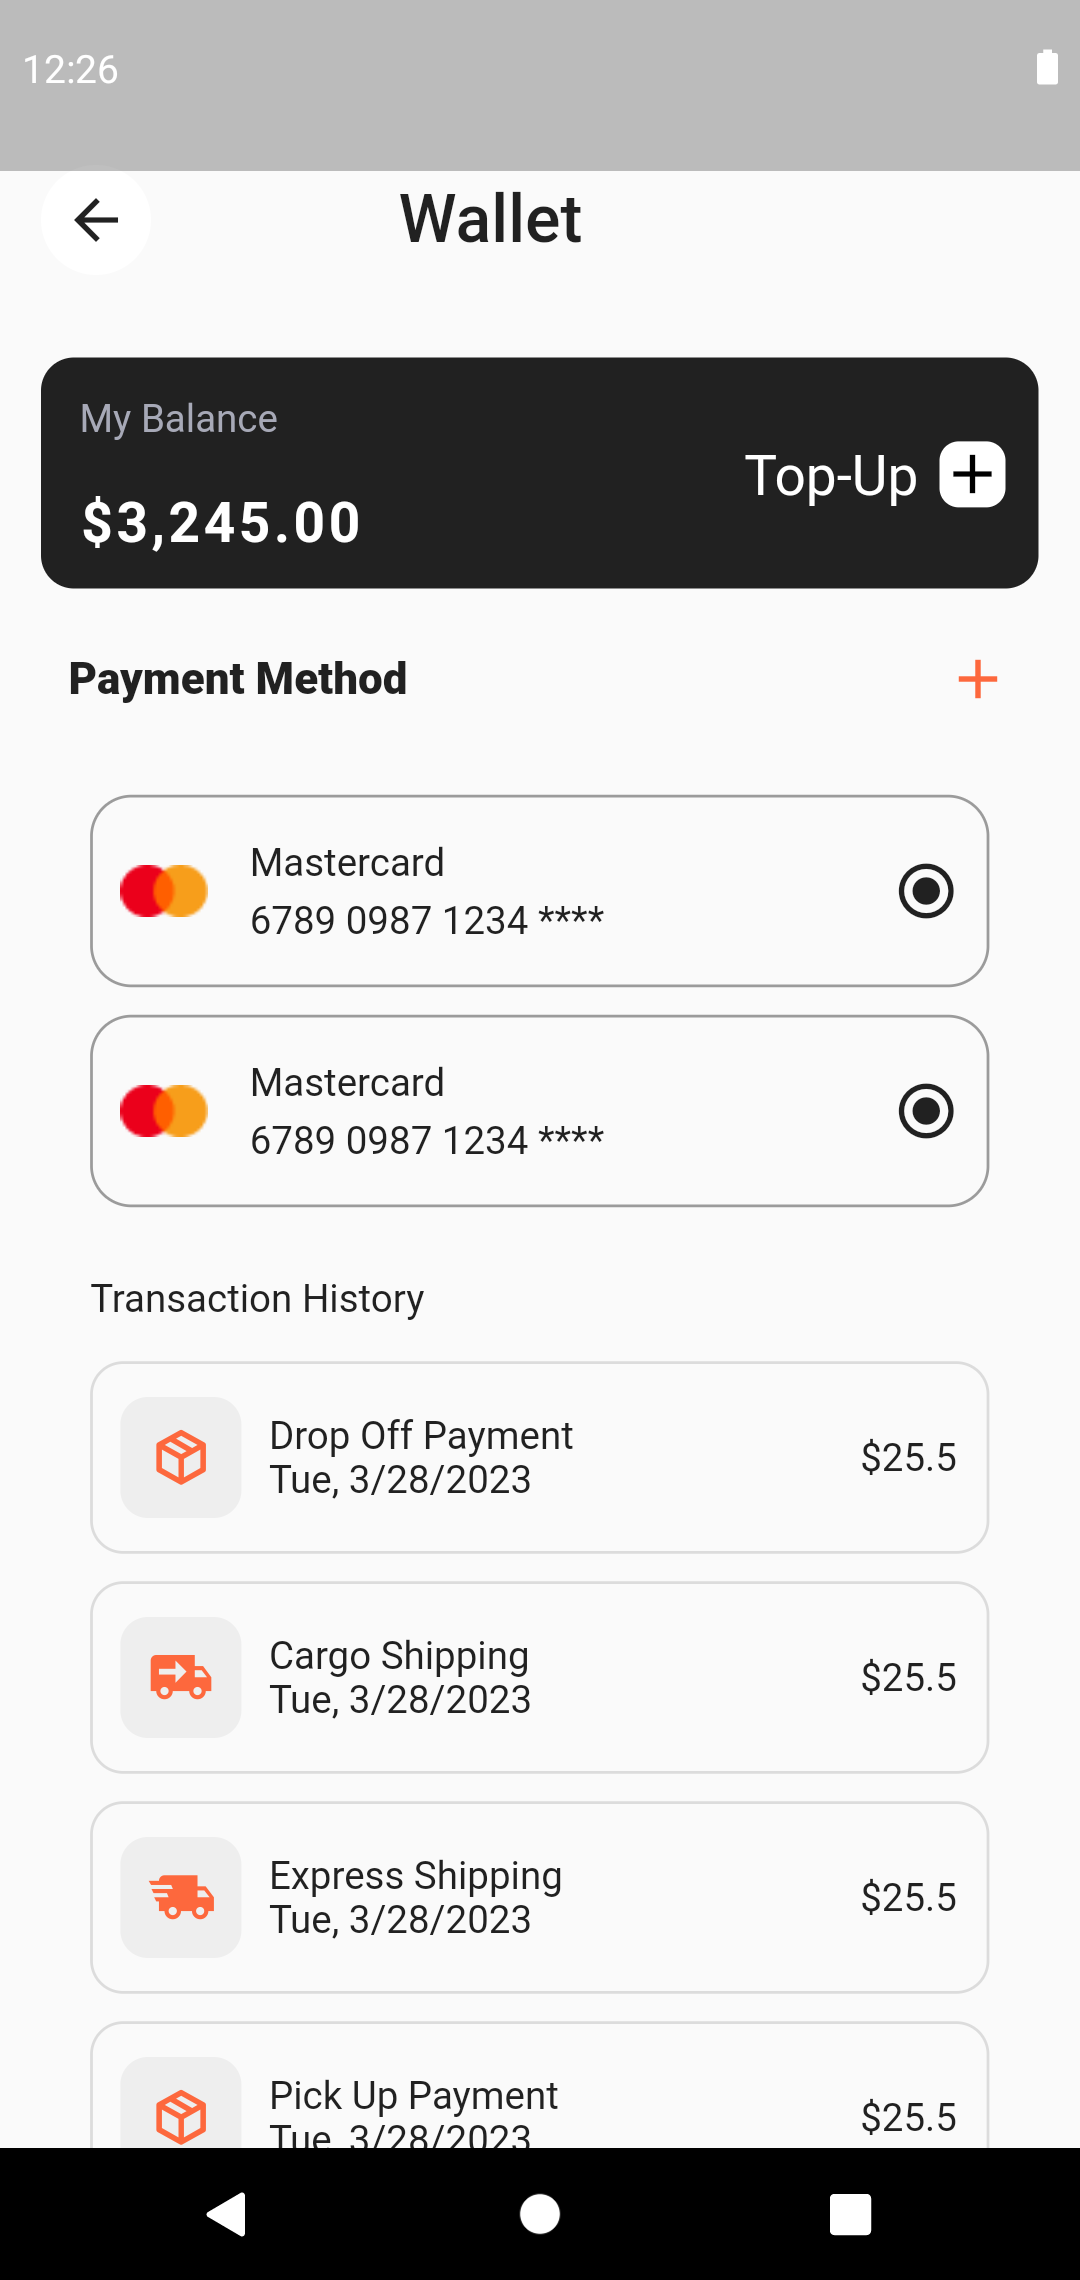 12:26
Wallet
My Balance
$3,245.00
Top-Up
Payment Method
Mastercard
6789 0987 1234 ****
Mastercard
6789 0987 1234 ****
Transaction History
Drop Off Payment
Tue, 3/28/2023
$25.5
Cargo Shipping
Tue, 3/28/2023
$25.5
Express Shipping
Tue, 3/28/2023
$25.5
Pick Up Payment
Tue, 3/28/2023
$25.5